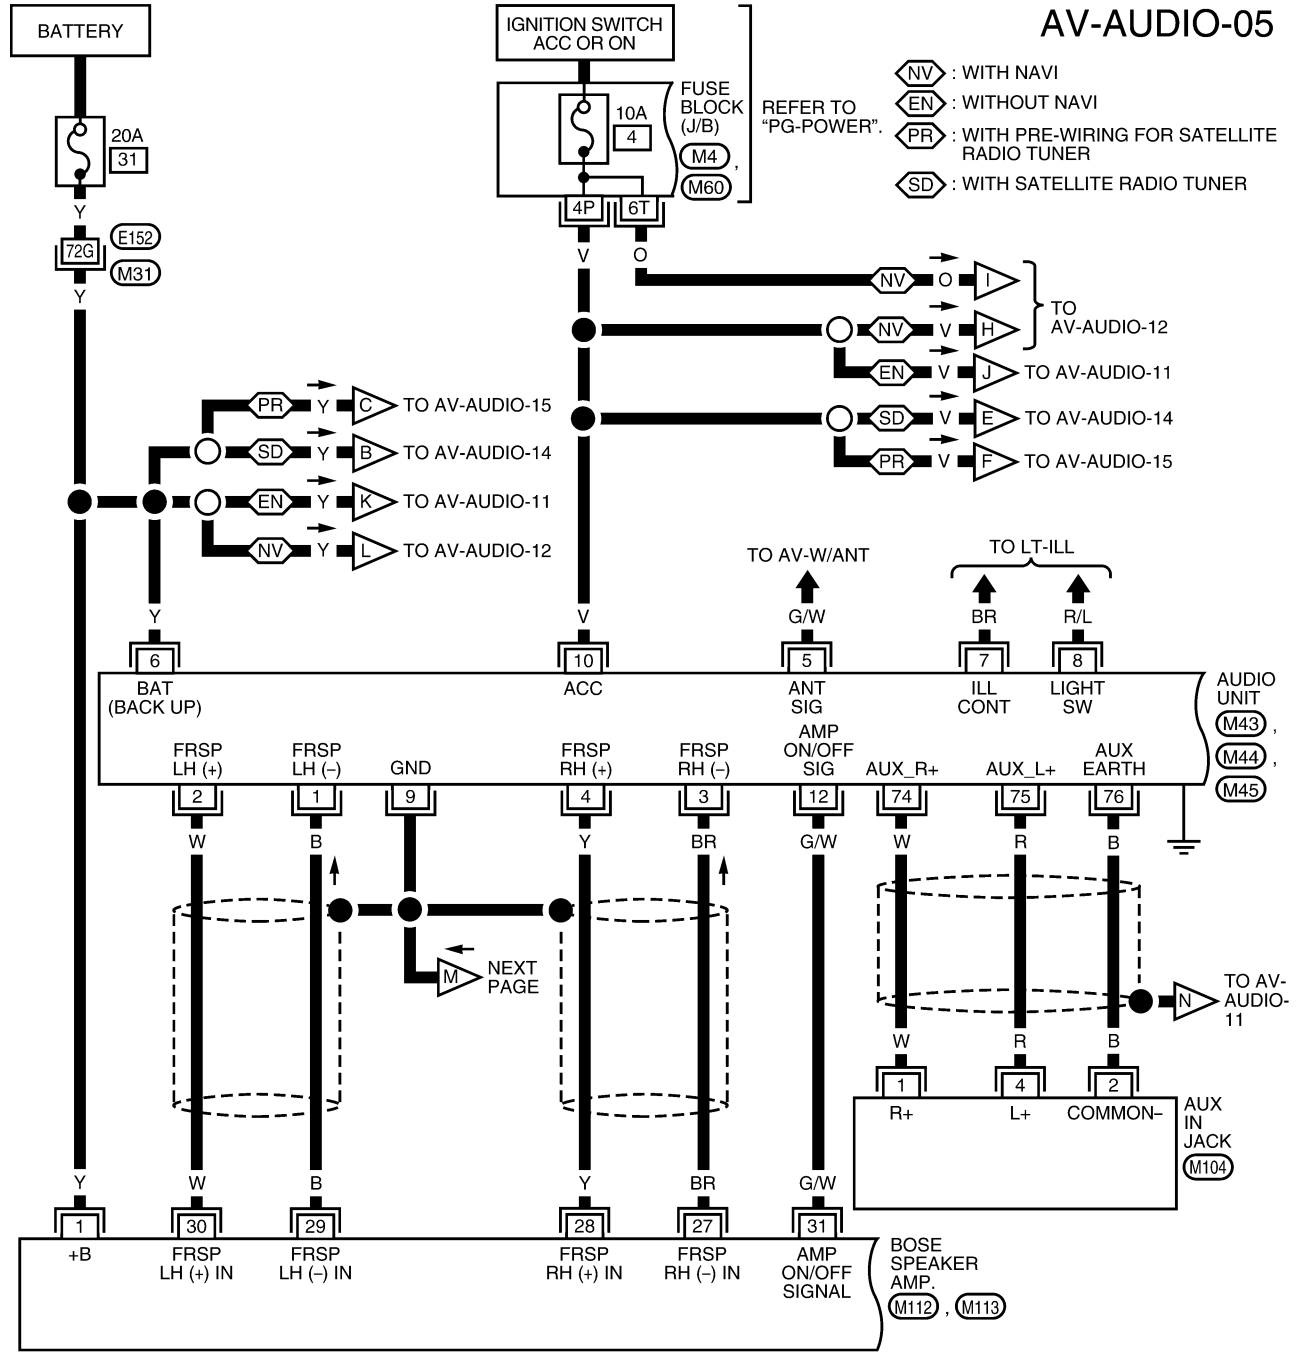 AV-AUDIO-05
BATTERY
20A
31
Y
72G
E152
M31
Y
IGNITION SWITCH
ACC OR ON
10A
4
FUSE
BLOCK
(J/B)
M4 ,
M60
REFER TO
“PG-POWER”.
4P
6T
V
O
NV : WITH NAVI
EN : WITHOUT NAVI
PR : WITH PRE-WIRING FOR SATELLITE
RADIO TUNER
SD : WITH SATELLITE RADIO TUNER
NV O I
NV V H
TO
AV-AUDIO-12
EN V J TO AV-AUDIO-11
SD V E TO AV-AUDIO-14
PR V F TO AV-AUDIO-15
PR Y C TO AV-AUDIO-15
SD Y B TO AV-AUDIO-14
EN Y K TO AV-AUDIO-11
NV Y L TO AV-AUDIO-12
TO AV-W/ANT
TO LT-ILL
Y V G/W BR R/L
6 10 5 7 8
BAT
(BACK UP)
ACC
ANT
SIG
ILL
CONT
LIGHT
SW
AUDIO
UNIT
M43 ,
M44 ,
M45
FRSP
LH (+)
FRSP
LH (–)
GND
FRSP
RH (+)
FRSP
RH (–)
AMP
ON/OFF
SIG
AUX_R+
AUX_L+
AUX
EARTH
2 1 9 4 3 12 74 75 76
W B Y BR G/W W R B
M NEXT
PAGE
N TO AV-
AUDIO-
11
W R B
1 4 2
R+ L+ COMMON–
AUX
IN
JACK
M104
Y W B Y BR G/W
1 30 29 28 27 31
+B
FRSP
LH (+) IN
FRSP
LH (–) IN
FRSP
RH (+) IN
FRSP
RH (–) IN
AMP
ON/OFF
SIGNAL
BOSE
SPEAKER
AMP.
M112 , M113